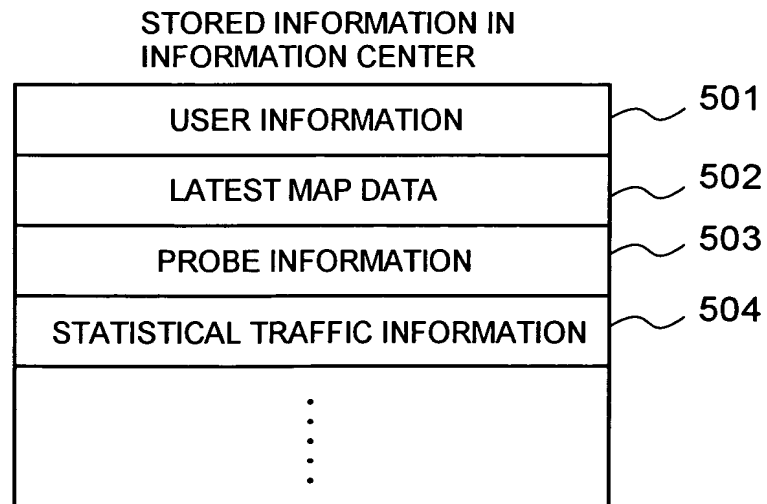 STORED INFORMATION IN
INFORMATION CENTER
USER INFORMATION 501
LATEST MAP DATA 502
PROBE INFORMATION 503
STATISTICAL TRAFFIC INFORMATION 504